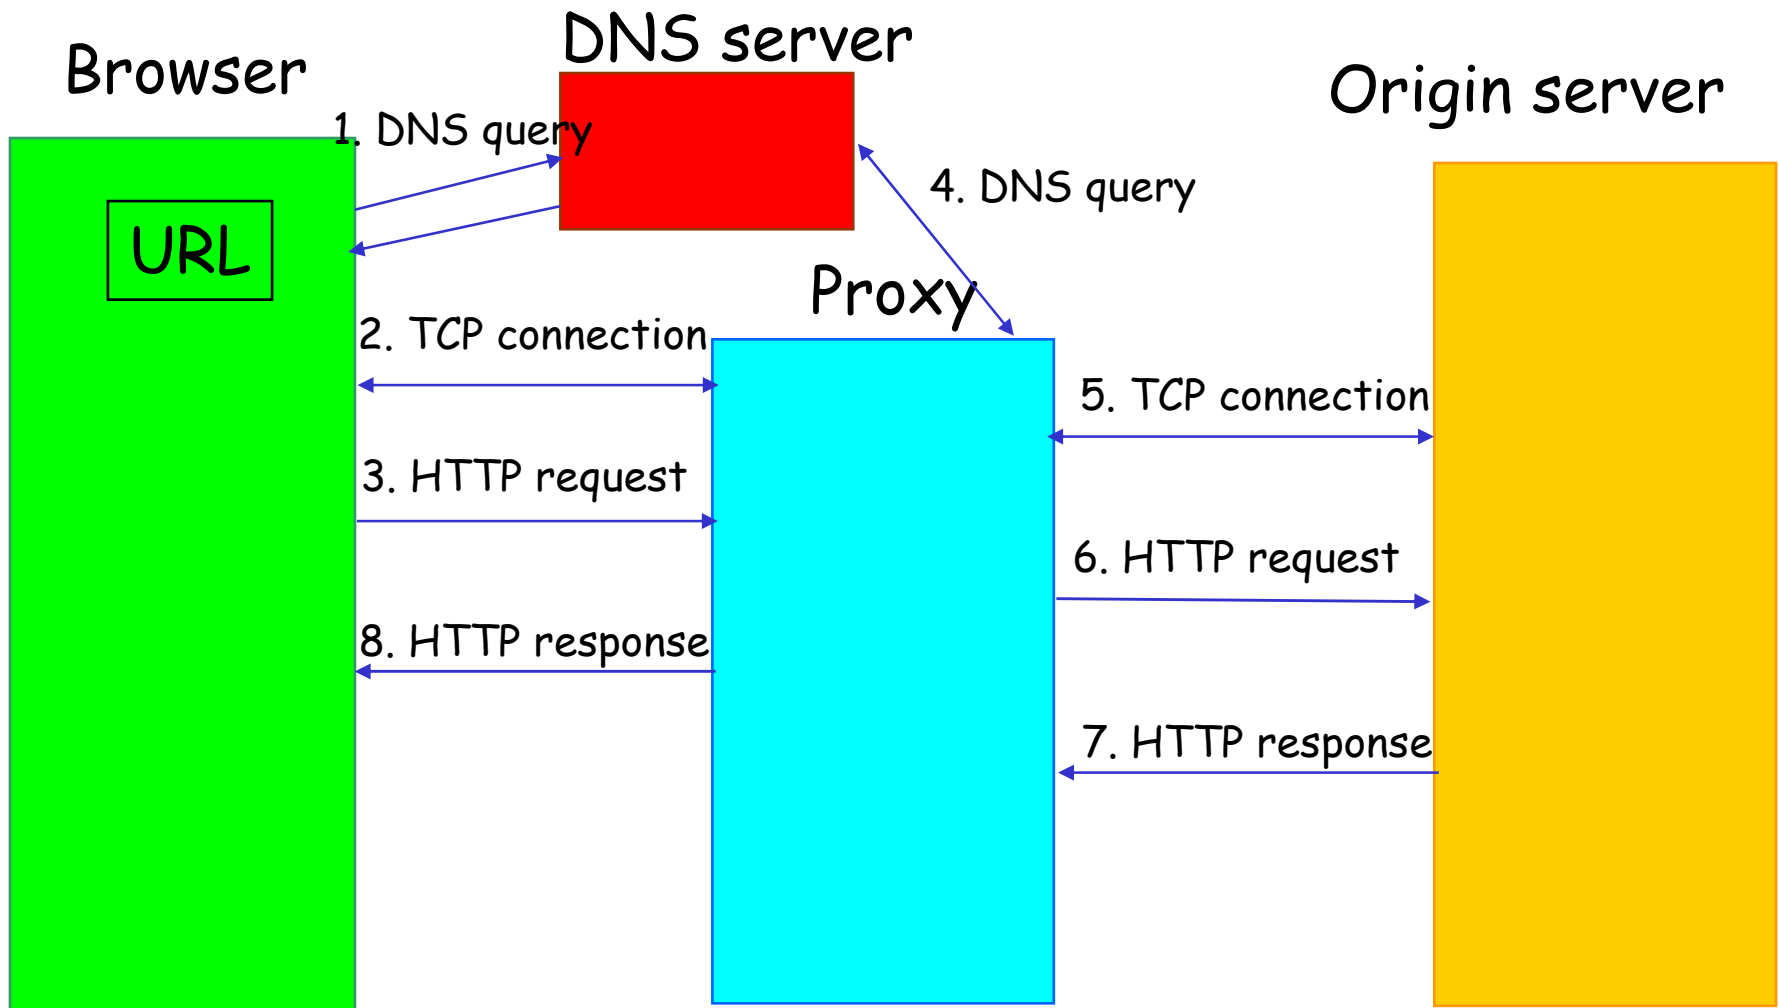 DNS server
Browser
Origin server
1. DNS query
4. DNS query
URL
Proxy
2. TCP connection
5. TCP connection
3. HTTP request
6. HTTP request
8. HTTP response
7. HTTP response